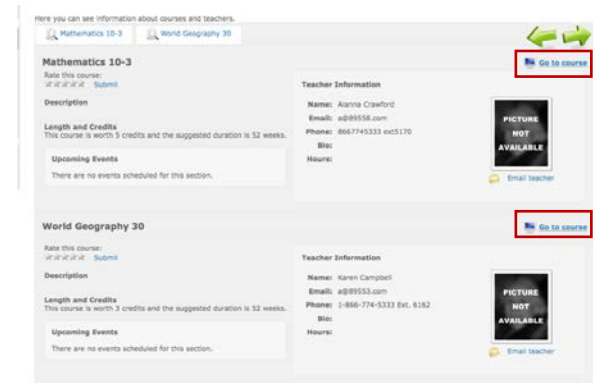 Here you can see information about courses and teachers.
Mathematics 10-3 World Geography 30
Mathematics 10-3 Go to course
Rate this course:
Submit
Teacher Information
Description
Name: Alanna Crawford
Email: a@89558.com
Phone: 8667745333 ext5170
Bio:
Hours:
PICTURE
NOT
AVAILABLE
Email teacher
Length and Credits
This course is worth 5 credits and the suggested duration is 52 weeks.
Upcoming Events
There are no events scheduled for this section.
World Geography 30 Go to course
Rate this course:
Submit
Teacher Information
Description
Name: Karen Campbell
Email: a@89553.com
Phone: 1-866-774-5333 Ext. 6162
Bio:
Hours:
PICTURE
NOT
AVAILABLE
Email teacher
Length and Credits
This course is worth 3 credits and the suggested duration is 52 weeks.
Upcoming Events
There are no events scheduled for this section.